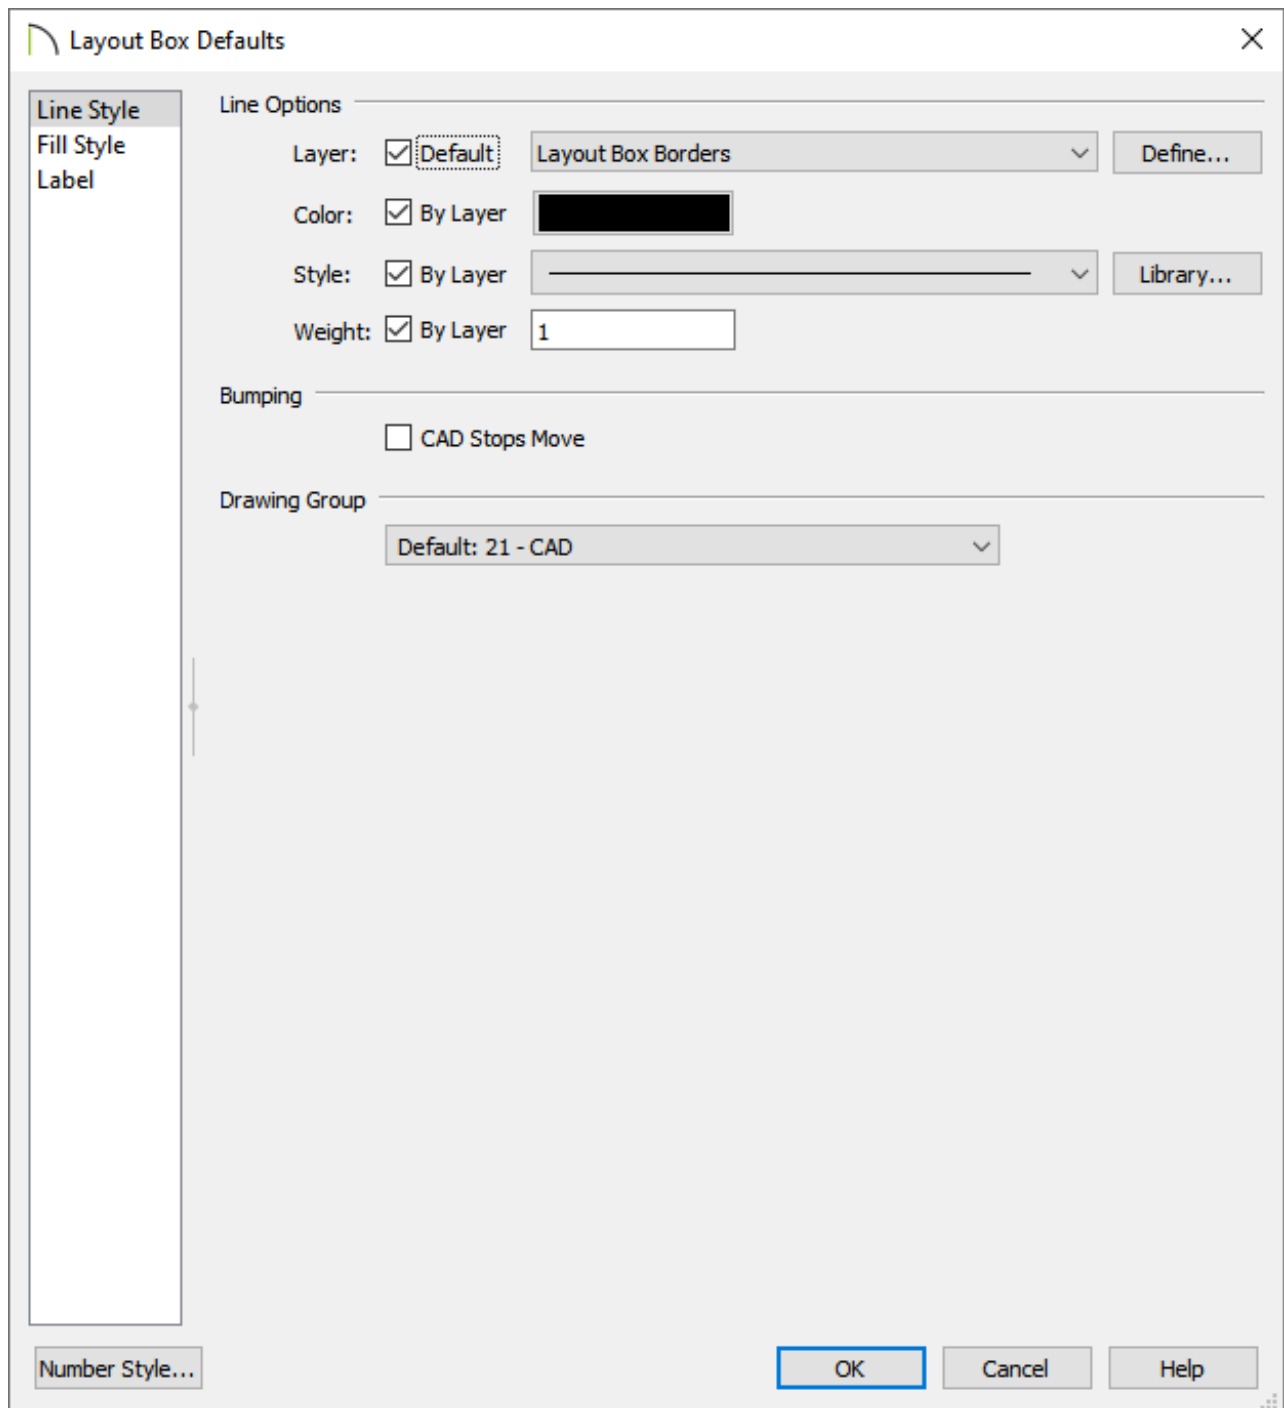 Layout Box Defaults
Line Style
Fill Style
Label
Line Options
Layer: Default Layout Box Borders Define...
Color: By Layer
Style: By Layer Library...
Weight: By Layer 1
Bumping
CAD Stops Move
Drawing Group
Default: 21 - CAD
Number Style... OK Cancel Help